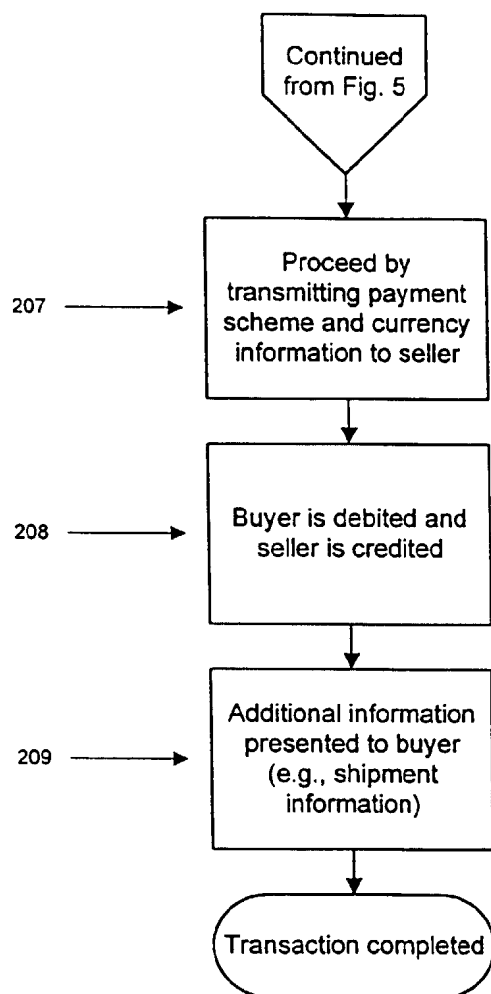 Continued
from Fig. 5
207
Proceed by
transmitting payment
scheme and currency
information to seller
208
Buyer is debited and
seller is credited
209
Additional information
presented to buyer
(e.g., shipment
information)
Transaction completed